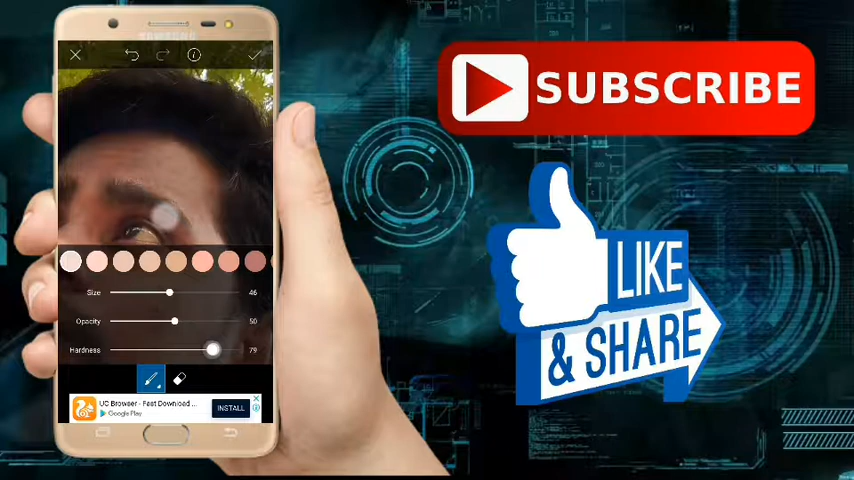 SAMSUNG
SUBSCRIBE
LIKE
& SHARE
Size 46
Opacity 50
Hardness 79
UC Browser - Fast Download ...
Google Play
INSTALL